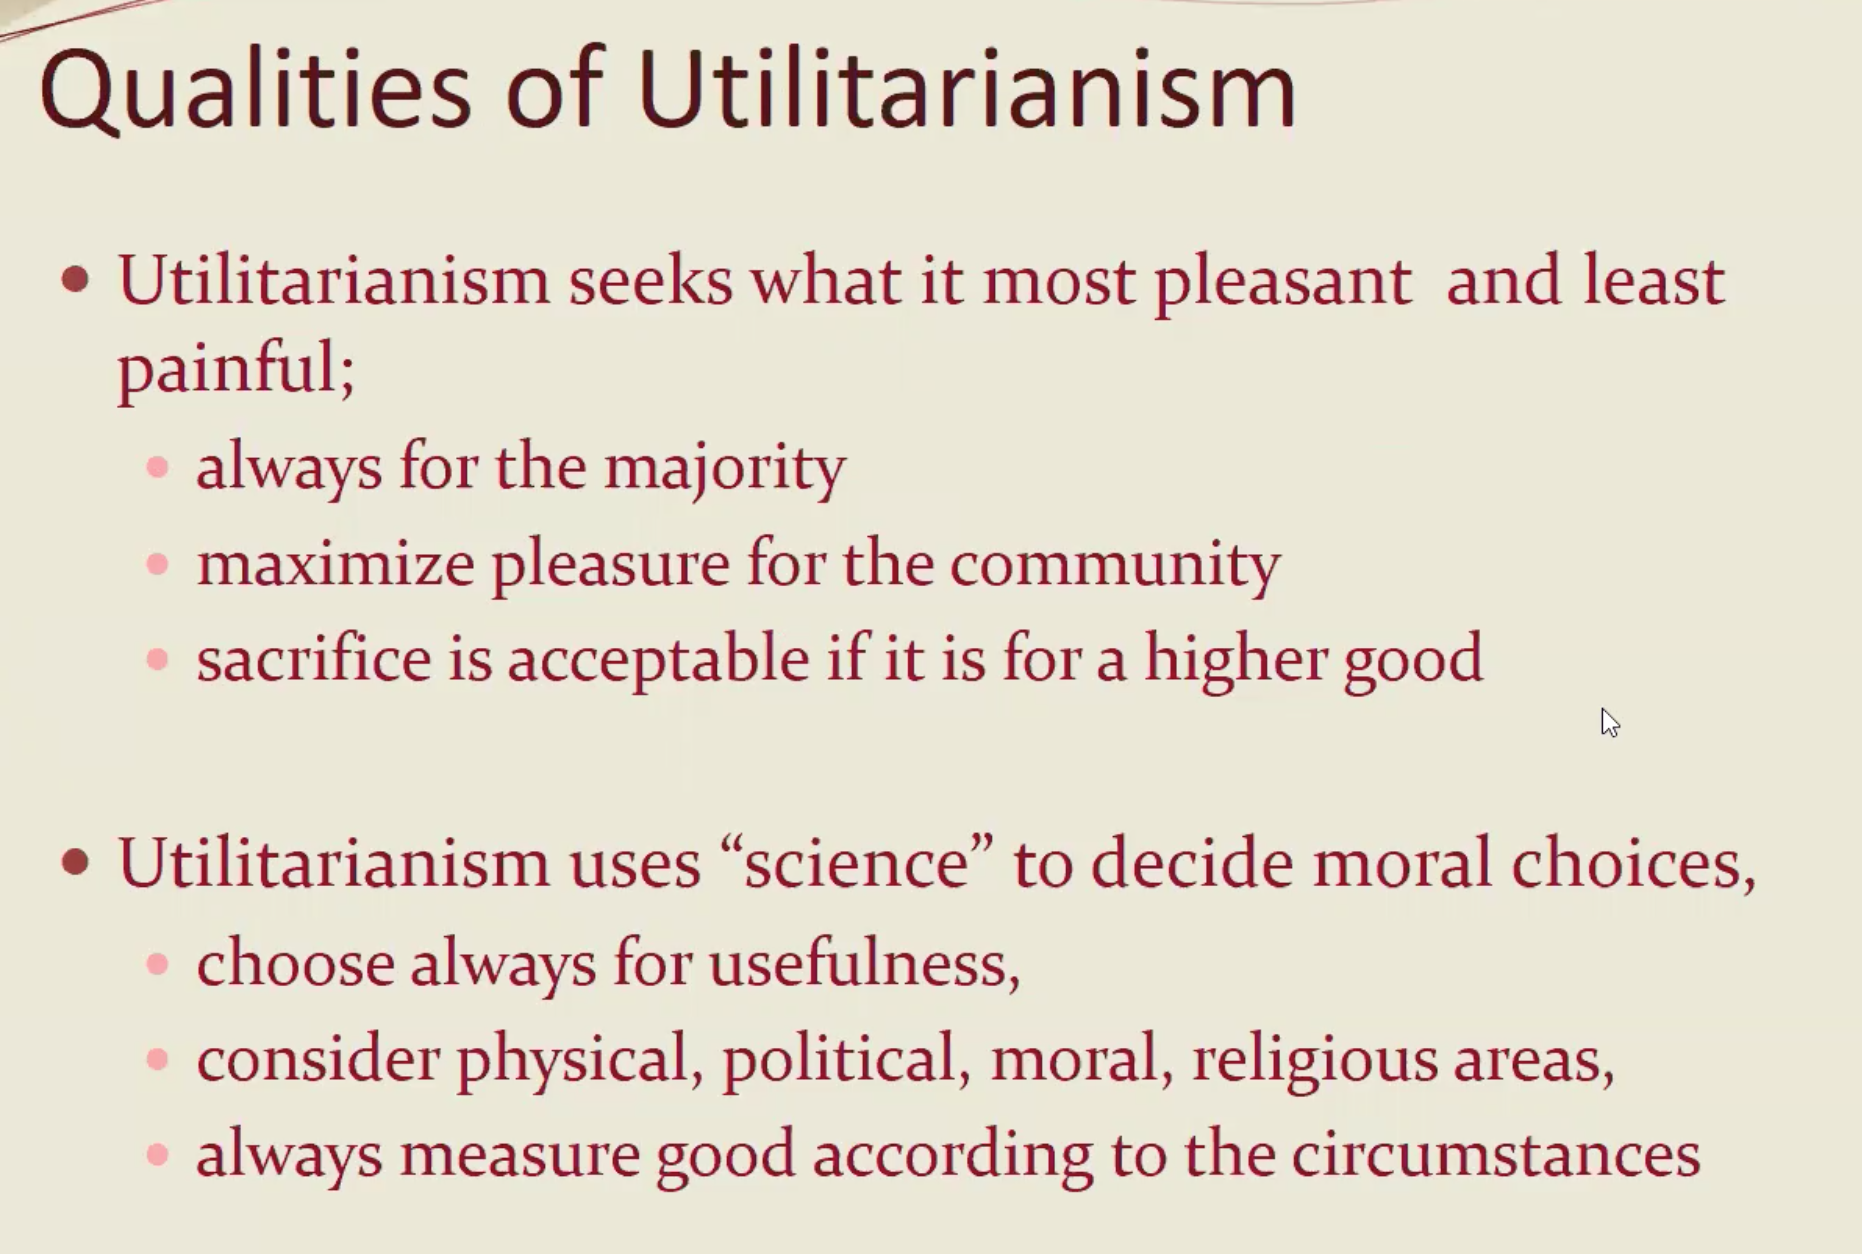 Qualities of Utilitarianism
• Utilitarianism seeks what it most pleasant  and least
painful;
• always for the majority
• maximize pleasure for the community
• sacrifice is acceptable if it is for a higher good
• Utilitarianism uses “science” to decide moral choices,
• choose always for usefulness,
• consider physical, political, moral, religious areas,
• always measure good according to the circumstances